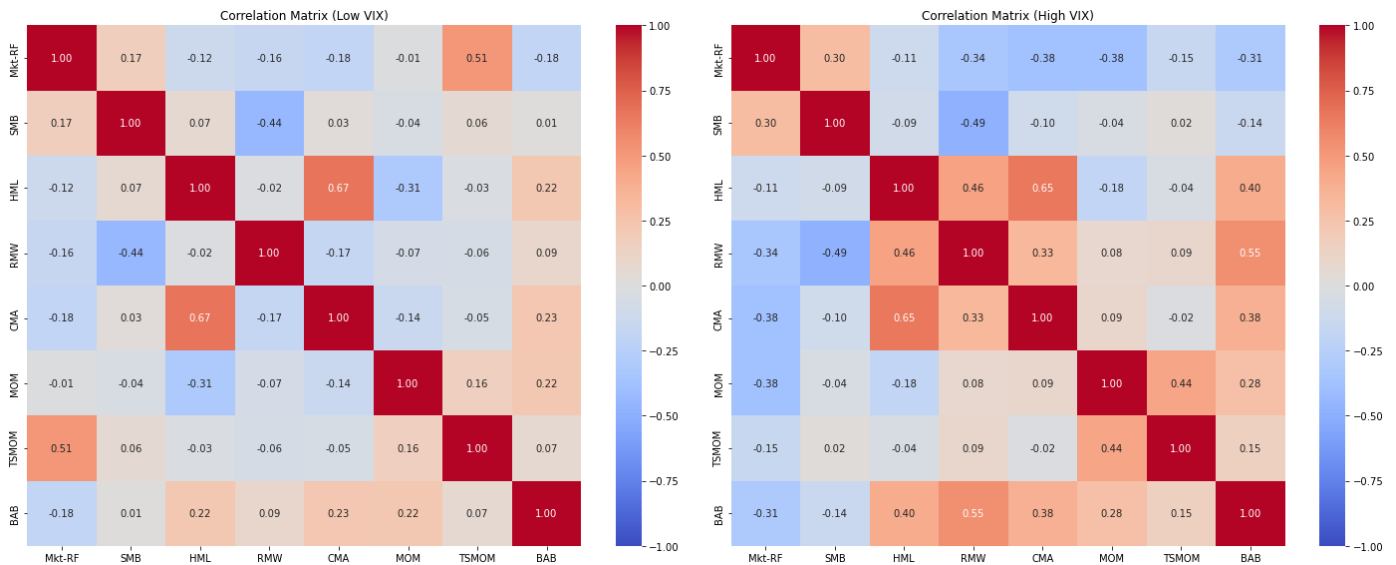 Correlation Matrix (Low VIX)
Mkt-RF 1.00 0.17 -0.12 -0.16 -0.18 -0.01 0.51 -0.18
SMB 0.17 1.00 0.07 -0.44 0.03 -0.04 0.06 0.01
HML -0.12 0.07 1.00 -0.02 0.67 -0.31 -0.03 0.22
RMW -0.16 -0.44 -0.02 1.00 -0.17 -0.07 -0.06 0.09
CMA -0.18 0.03 0.67 -0.17 1.00 -0.14 -0.05 0.23
MOM -0.01 -0.04 -0.31 -0.07 -0.14 1.00 0.16 0.22
TSMOM 0.51 0.06 -0.03 -0.06 -0.05 0.16 1.00 0.07
BAB -0.18 0.01 0.22 0.09 0.23 0.22 0.07 1.00
Mkt-RF SMB HML RMW CMA MOM TSMOM BAB
1.00
0.75
0.50
0.25
0.00
−0.25
−0.50
−0.75
−1.00
Correlation Matrix (High VIX)
Mkt-RF 1.00 0.30 -0.11 -0.34 -0.38 -0.38 -0.15 -0.31
SMB 0.30 1.00 -0.09 -0.49 -0.10 -0.04 0.02 -0.14
HML -0.11 -0.09 1.00 0.46 0.65 -0.18 -0.04 0.40
RMW -0.34 -0.49 0.46 1.00 0.33 0.08 0.09 0.55
CMA -0.38 -0.10 0.65 0.33 1.00 0.09 -0.02 0.38
MOM -0.38 -0.04 -0.18 0.08 0.09 1.00 0.44 0.28
TSMOM -0.15 0.02 -0.04 0.09 -0.02 0.44 1.00 0.15
BAB -0.31 -0.14 0.40 0.55 0.38 0.28 0.15 1.00
Mkt-RF SMB HML RMW CMA MOM TSMOM BAB
1.00
0.75
0.50
0.25
0.00
−0.25
−0.50
−0.75
−1.00